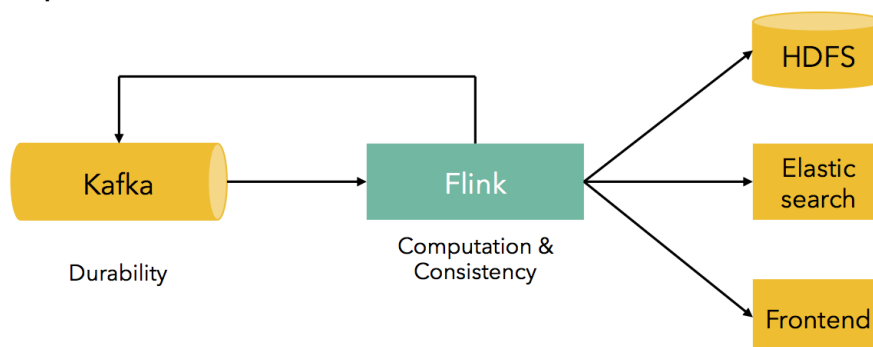 HDFS
Kafka
Flink
Elastic
search
Durability
Computation &
Consistency
Frontend